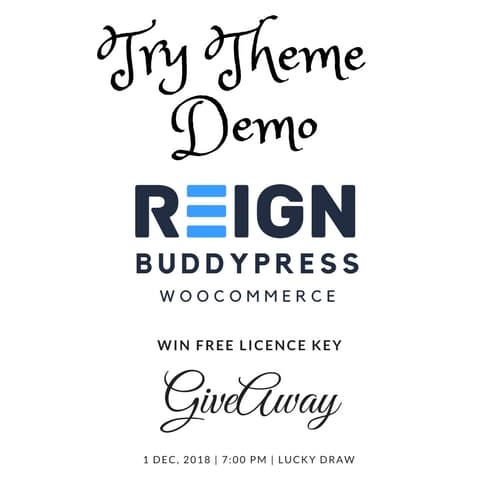 Try Theme
Demo
REIGN
BUDDYPRESS
WOOCOMMERCE
WIN FREE LICENCE KEY
GiveAway
1 DEC, 2018 | 7:00 PM | LUCKY DRAW